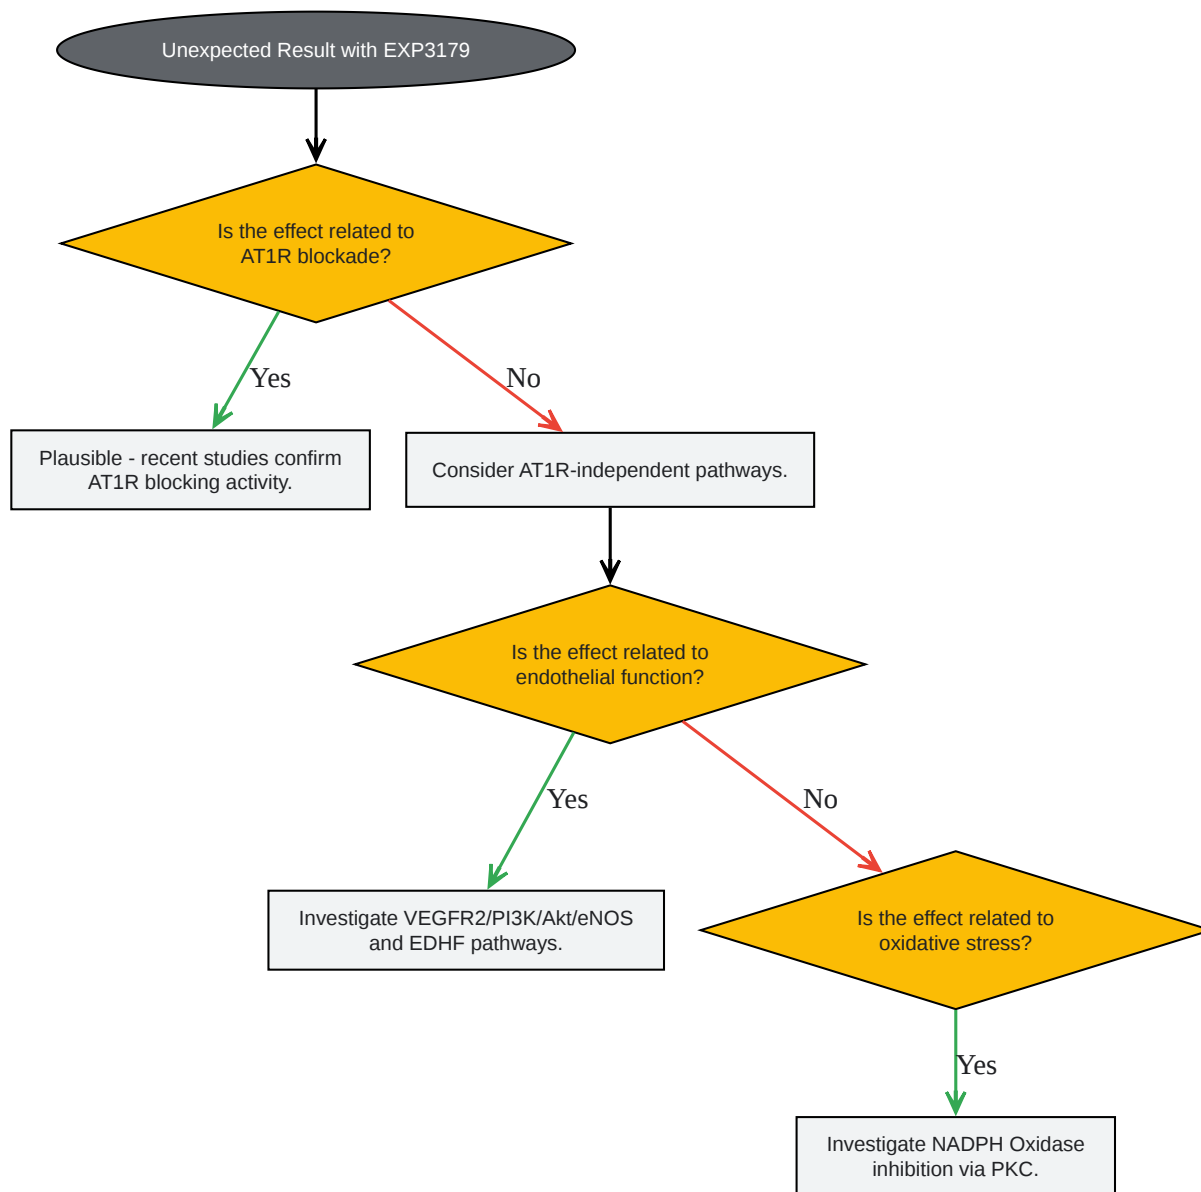 Unexpected Result with EXP3179
Is the effect related to
AT1R blockade?
Yes
No
Plausible - recent studies confirm
AT1R blocking activity.
Consider AT1R-independent pathways.
Is the effect related to
endothelial function?
Yes
No
Investigate VEGFR2/PI3K/Akt/eNOS
and EDHF pathways.
Is the effect related to
oxidative stress?
Yes
Investigate NADPH Oxidase
inhibition via PKC.